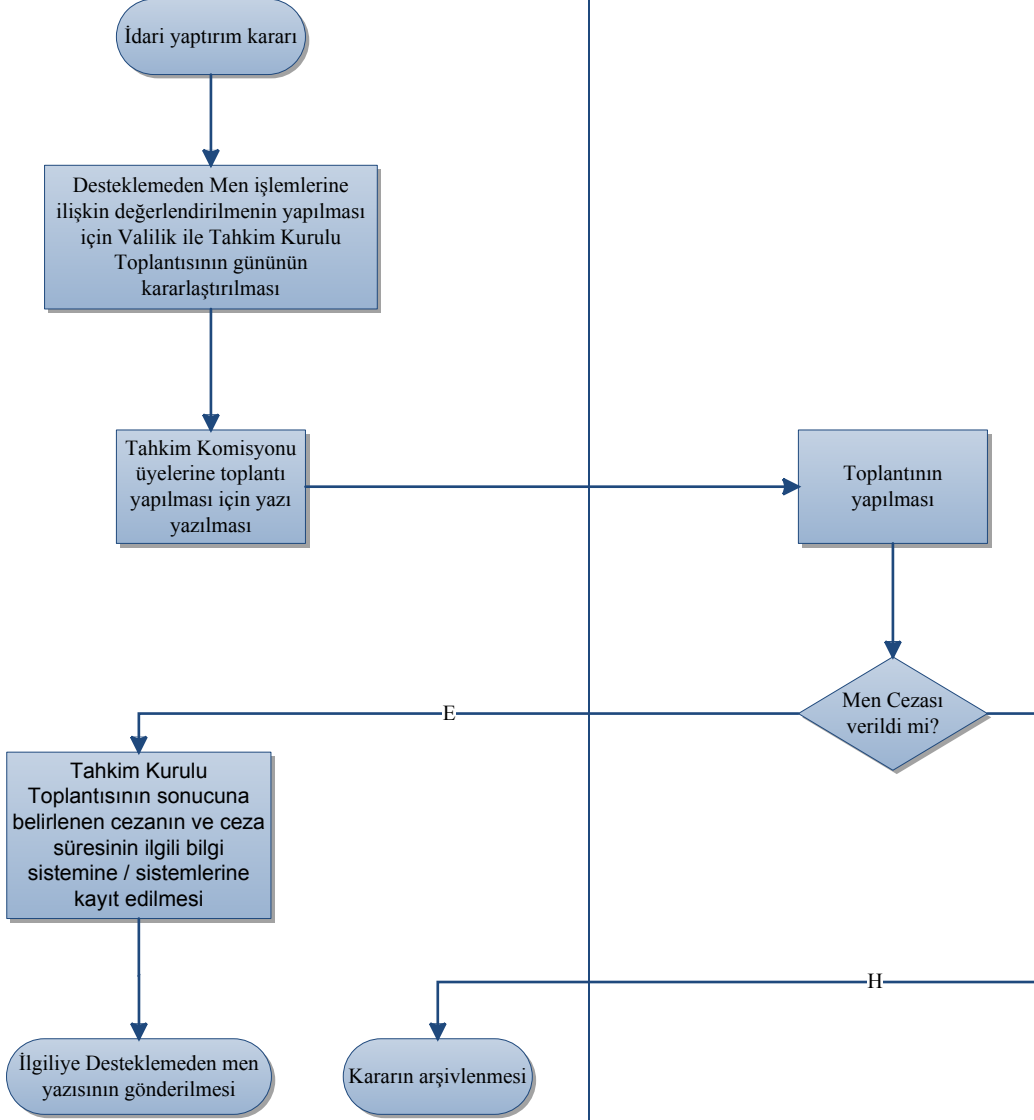 İdari yaptırım kararı
Desteklemeden Men işlemlerine
ilişkin değerlendirilmenin yapılması
için Valilik ile Tahkim Kurulu
Toplantısının gününün
kararlaştırılması
Tahkim Komisyonu
üyelerine toplantı
yapılması için yazı
yazılması
Toplantının
yapılması
Men Cezası
verildi mi?
E
Tahkim Kurulu
Toplantısının sonucuna
belirlenen cezanın ve ceza
süresinin ilgili bilgi
sistemine / sistemlerine
kayıt edilmesi
H
İlgiliye Desteklemeden men
yazısının gönderilmesi
Kararın arşivlenmesi